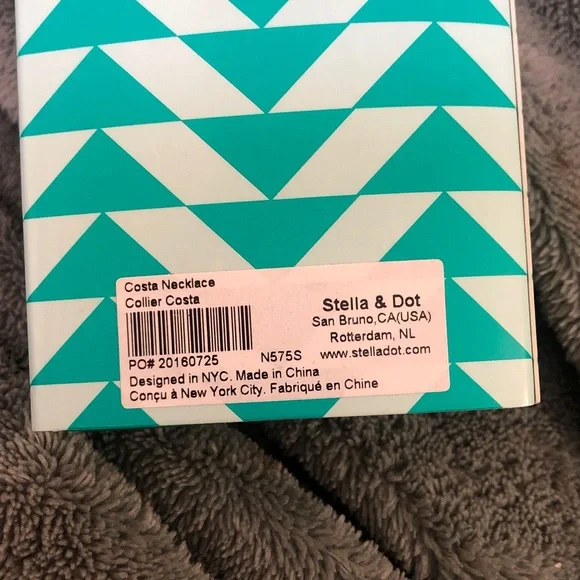 Costa Necklace
Collier Costa
PO# 20160725 N575S
Designed in NYC. Made in China
Conçu à New York City. Fabriqué en Chine
Stella & Dot
San Bruno,CA(USA)
Rotterdam, NL
www.stelladot.com